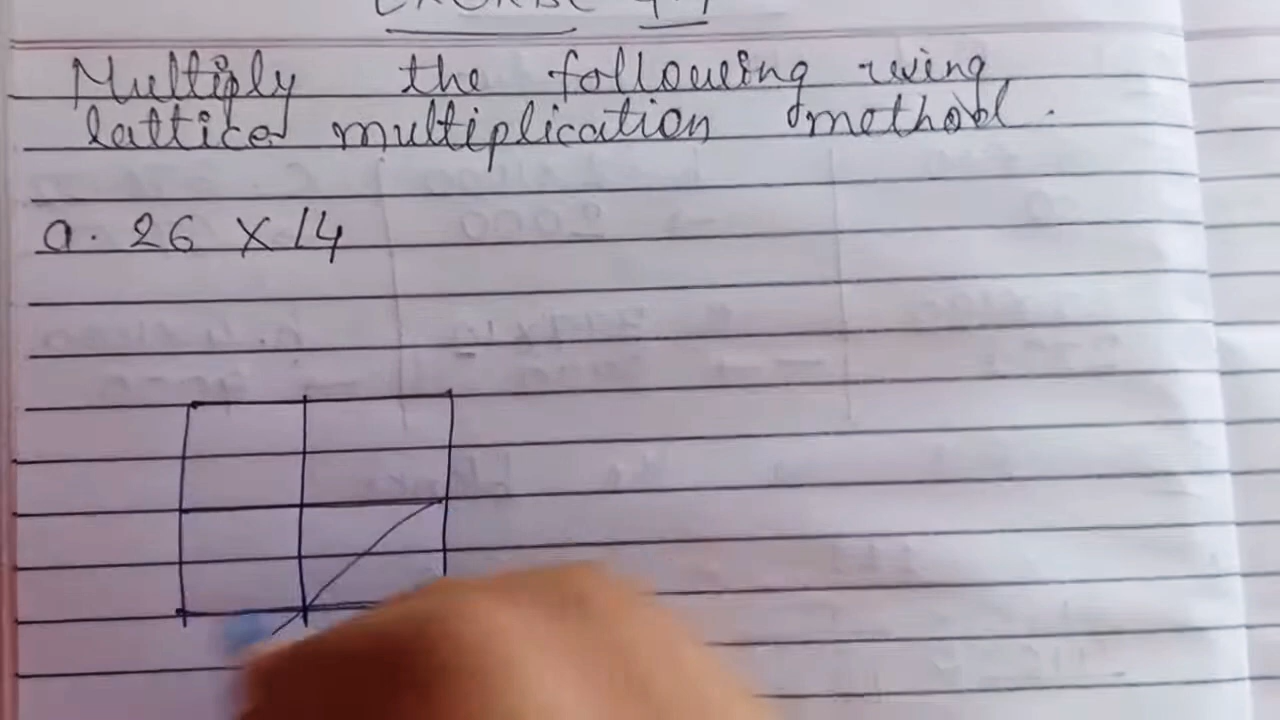 Multiply the following using
lattice multiplication method.
a. 26 × 14